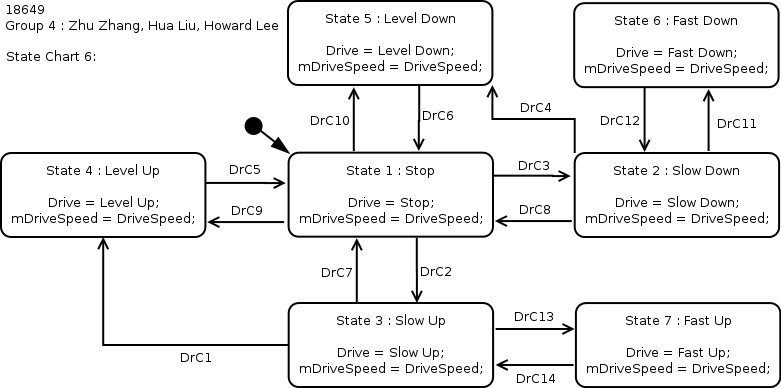 18649
Group 4 : Zhu Zhang, Hua Liu, Howard Lee
State Chart 6:
State 5 : Level Down
Drive = Level Down;
mDriveSpeed = DriveSpeed;
State 6 : Fast Down
Drive = Fast Down;
mDriveSpeed = DriveSpeed;
DrC10
DrC6
DrC4
DrC12
DrC11
State 4 : Level Up
Drive = Level Up;
mDriveSpeed = DriveSpeed;
DrC5
DrC9
State 1 : Stop
Drive = Stop;
mDriveSpeed = DriveSpeed;
DrC3
DrC8
State 2 : Slow Down
Drive = Slow Down;
mDriveSpeed = DriveSpeed;
DrC7
DrC2
DrC1
State 3 : Slow Up
Drive = Slow Up;
mDriveSpeed = DriveSpeed;
DrC13
DrC14
State 7 : Fast Up
Drive = Fast Up;
mDriveSpeed = DriveSpeed;